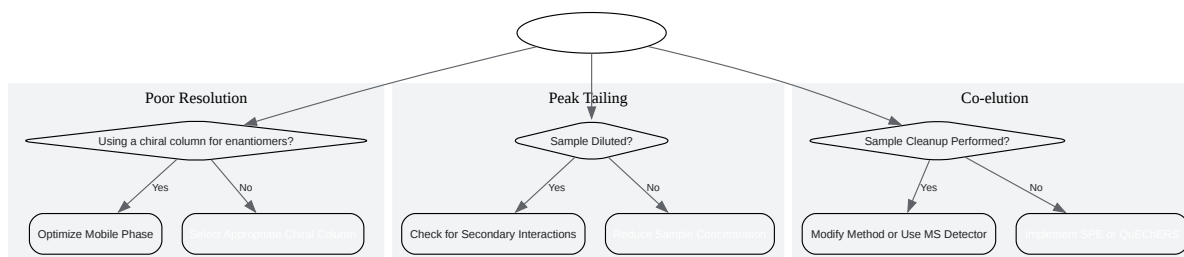 Poor Resolution
Peak Tailing
Co-elution
Using a chiral column for enantiomers?
Sample Diluted?
Sample Cleanup Performed?
Yes
No
Yes
No
Yes
No
Optimize Mobile Phase
Select Appropriate Chiral Column
Check for Secondary Interactions
Reduce Sample Concentration
Modify Method or Use MS Detector
Implement SPE or QuEChERS